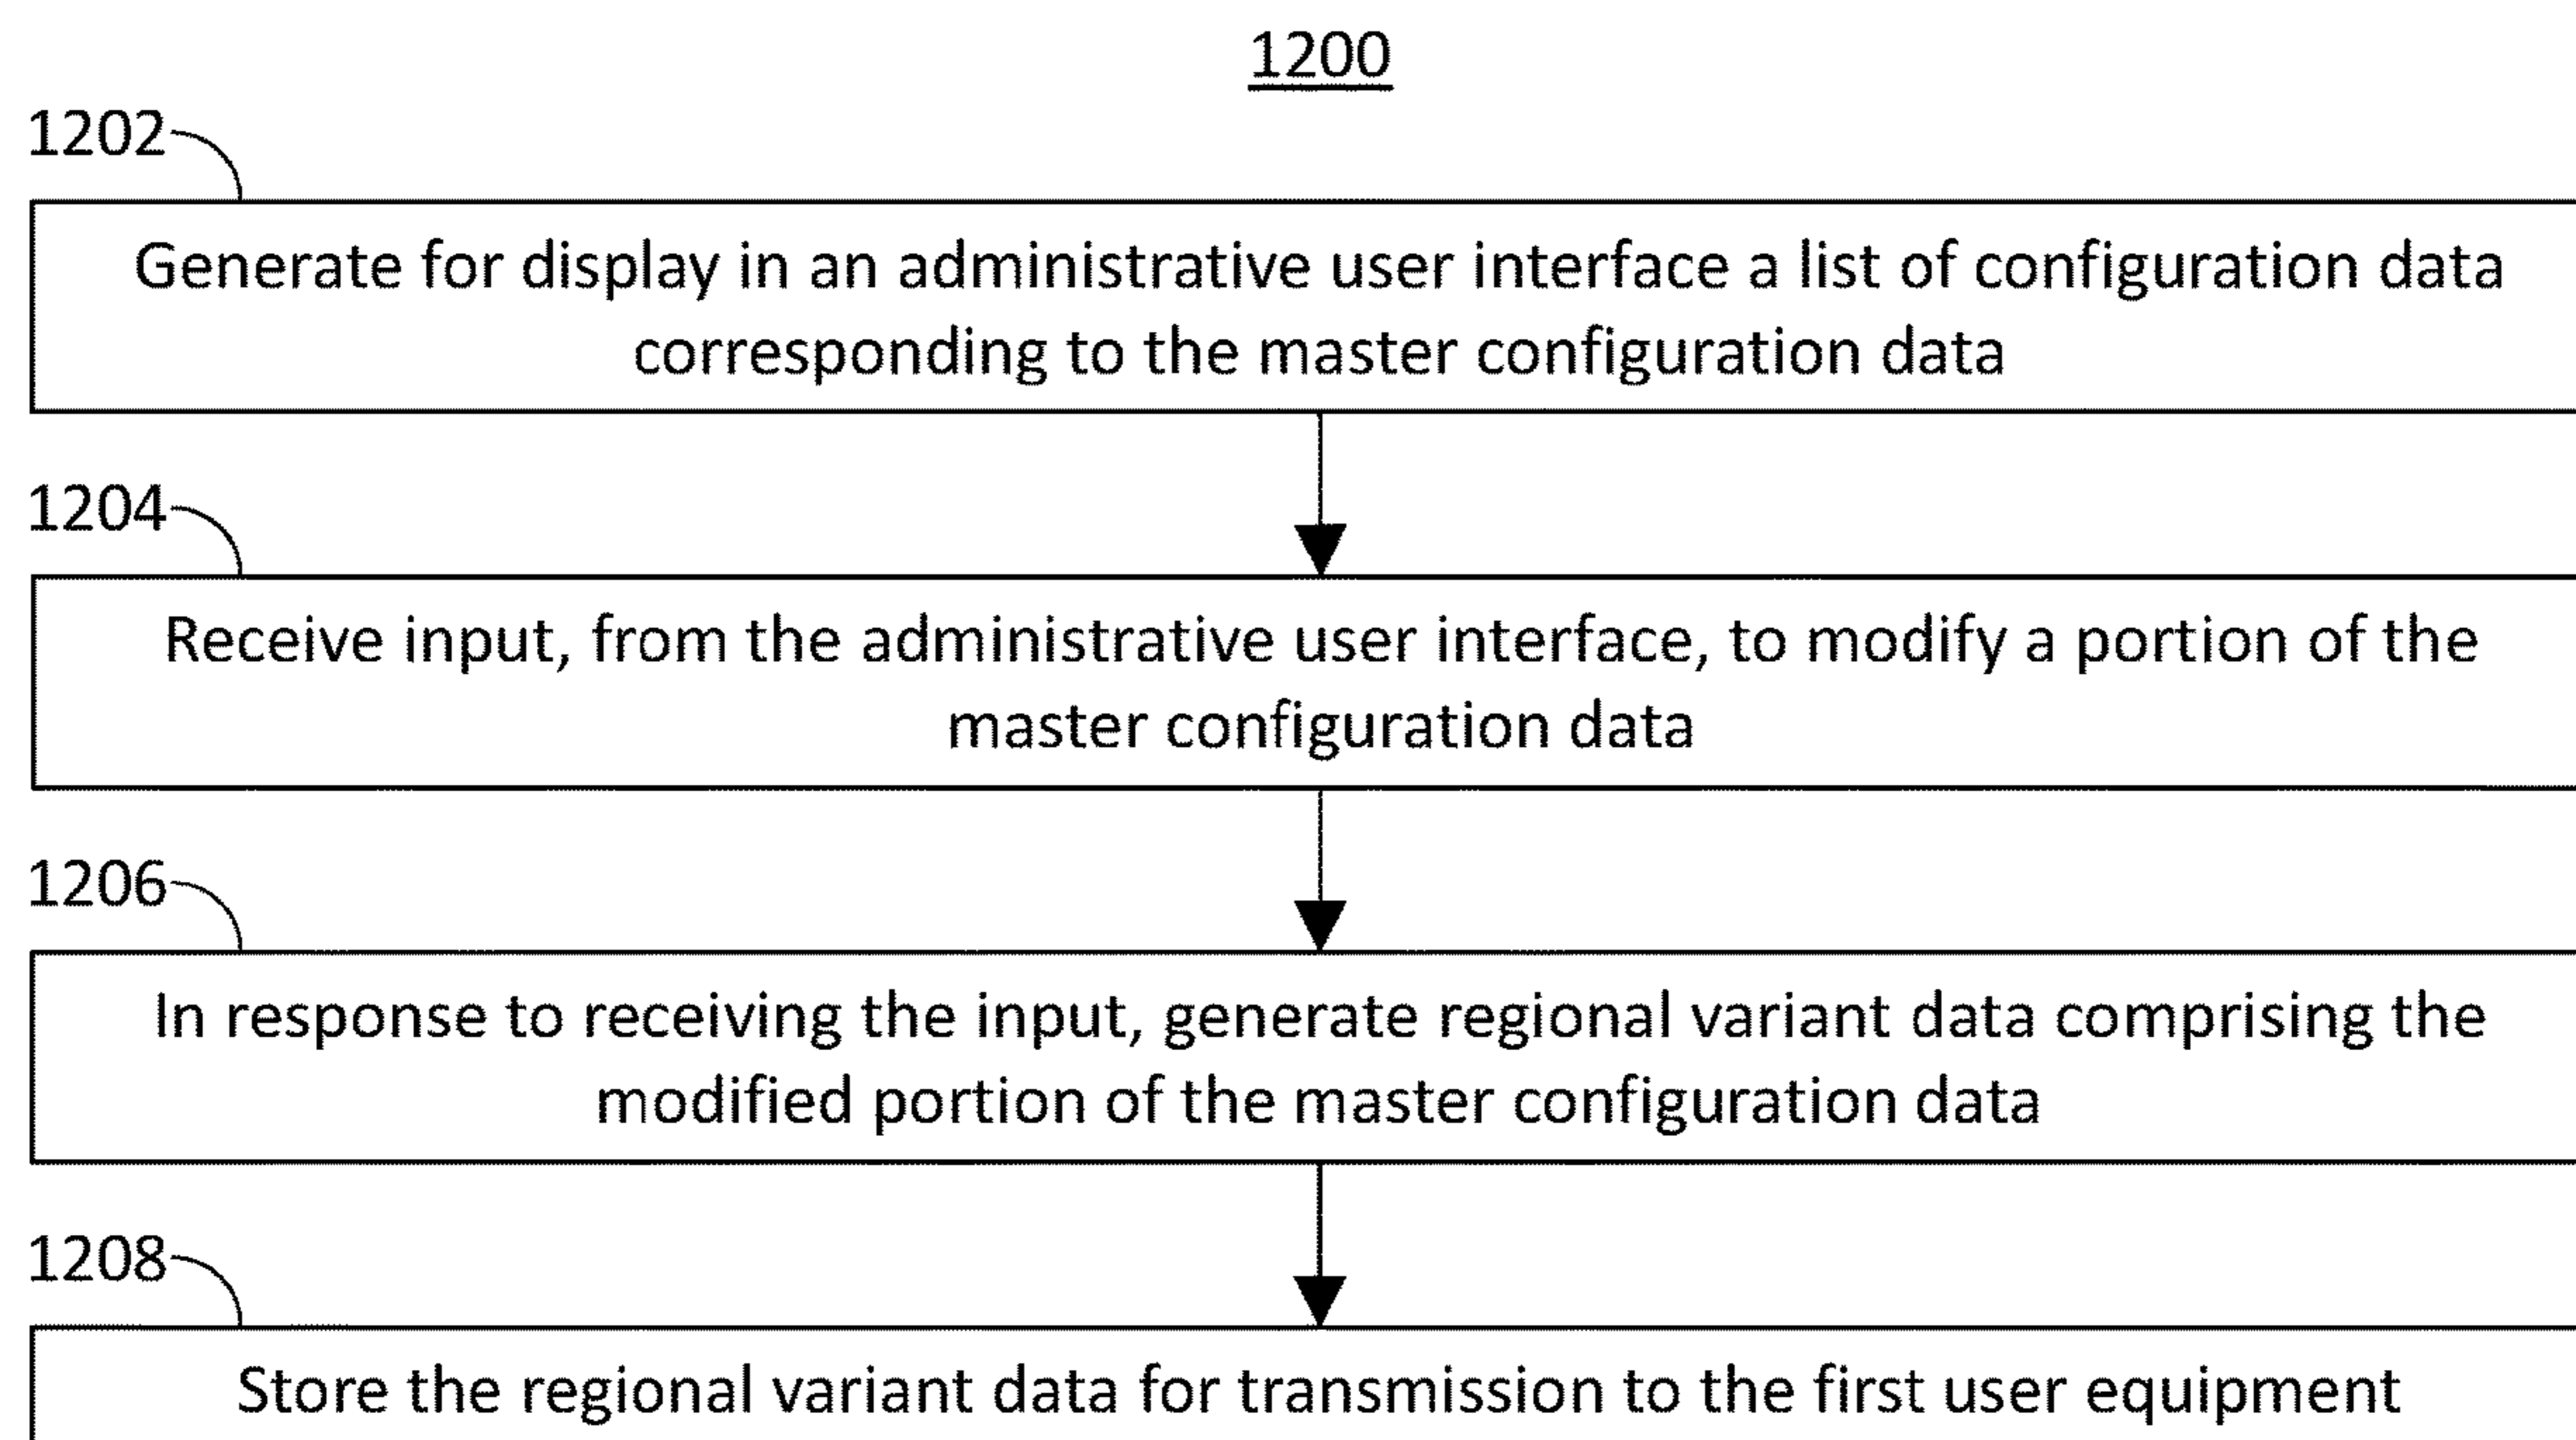 1200
1202
Generate for display in an administrative user interface a list of configuration data
corresponding to the master configuration data
1204
Receive input, from the administrative user interface, to modify a portion of the
master configuration data
1206
In response to receiving the input, generate regional variant data comprising the
modified portion of the master configuration data
1208
Store the regional variant data for transmission to the first user equipment